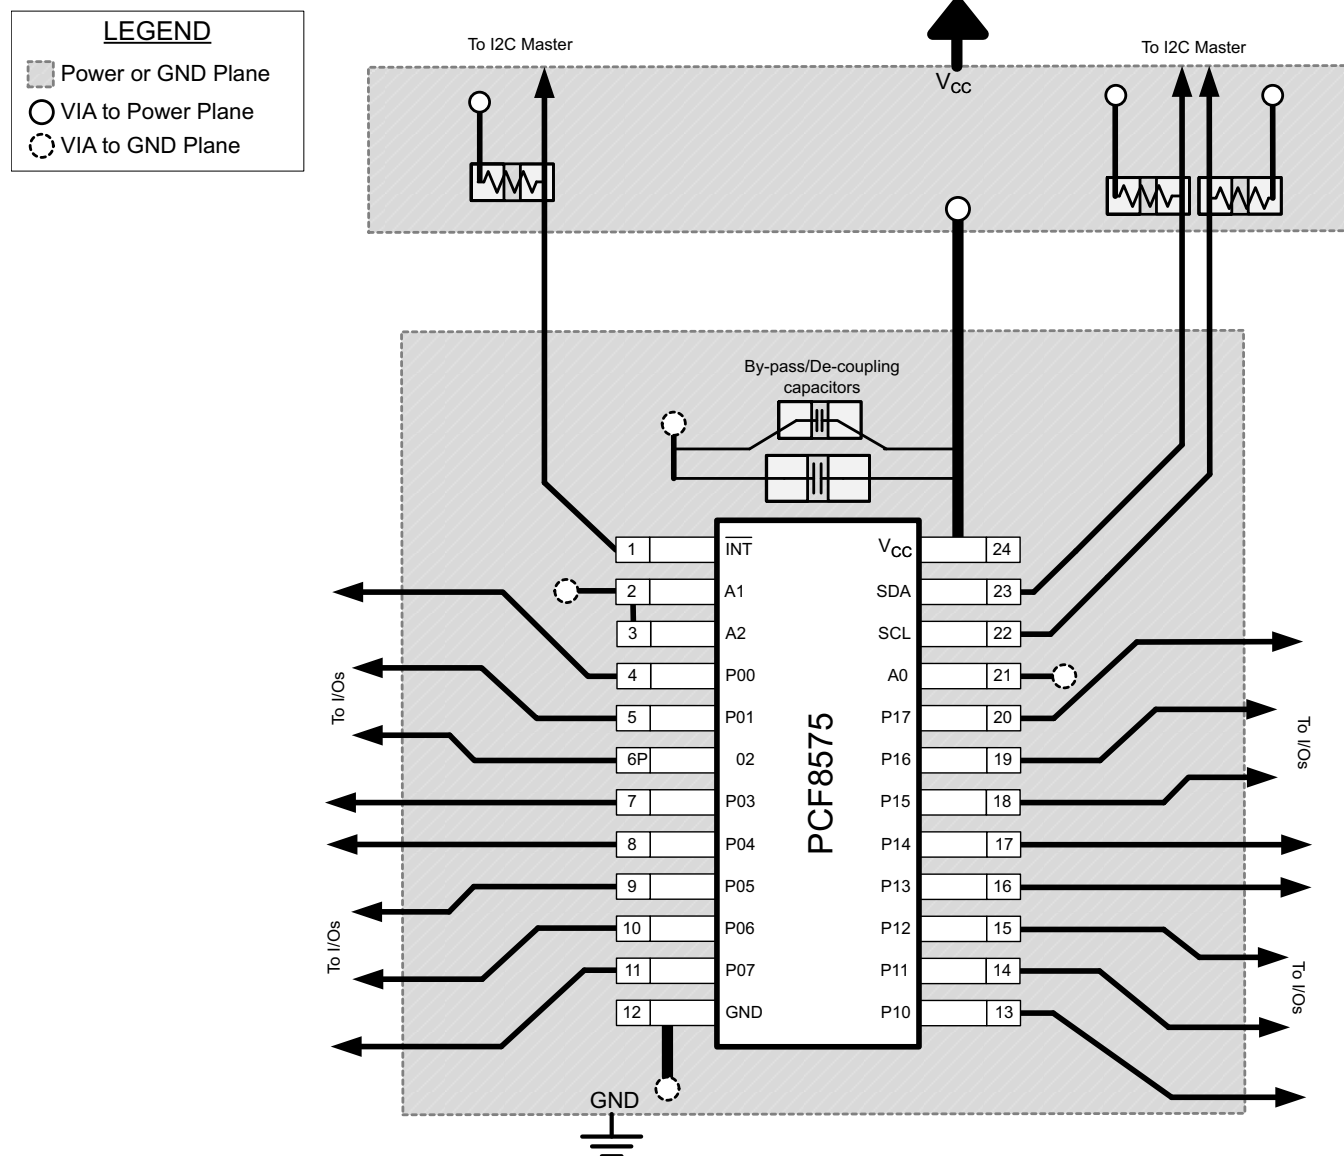 LEGEND
Power or GND Plane
VIA to Power Plane
VIA to GND Plane
To I2C Master
To I2C Master
VCC
By-pass/De-coupling
capacitors
1 INT VCC 24
2 A1 SDA 23
3 A2 SCL 22
4 P00 A0 21
5 P01 P17 20
6P 02 P16 19
7 P03 P15 18
8 P04 P14 17
9 P05 P13 16
10 P06 P12 15
11 P07 P11 14
12 GND P10 13
PCF8575
To I/Os
To I/Os
To I/Os
To I/Os
GND